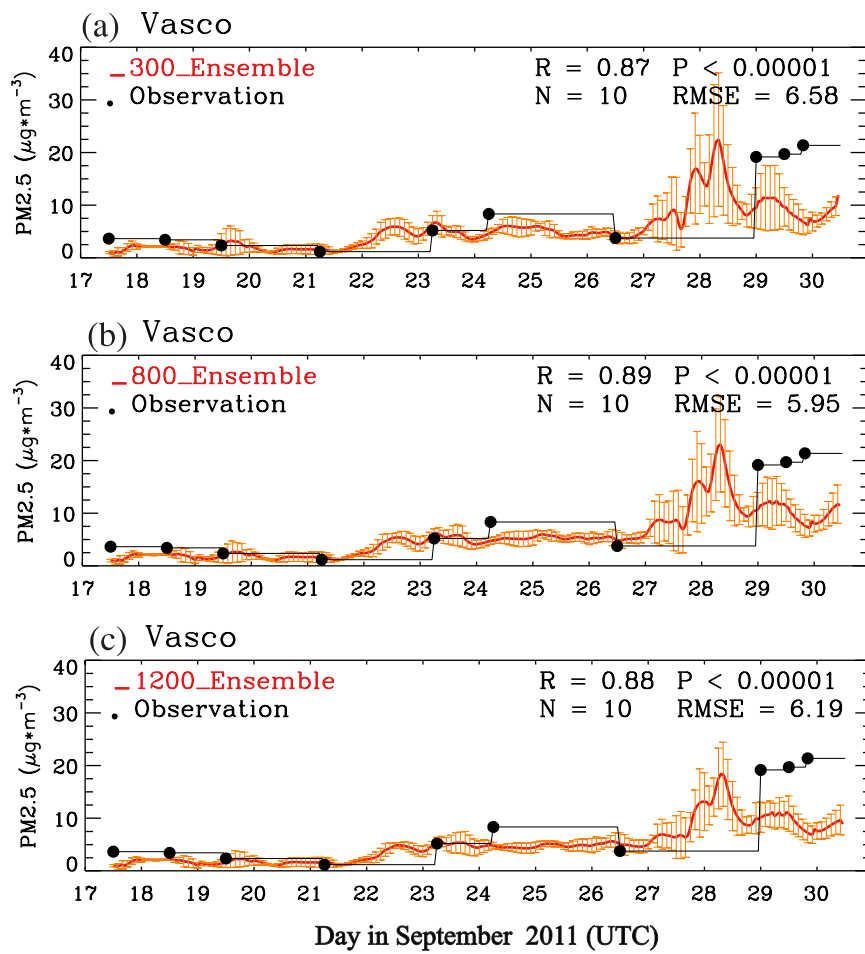 (a) Vasco
40
30
20
10
0
PM2.5 (µg*m⁻³)
300_Ensemble
Observation
R = 0.87 P < 0.00001
N = 10 RMSE = 6.58
17 18 19 20 21 22 23 24 25 26 27 28 29 30
(b) Vasco
40
30
20
10
0
PM2.5 (µg*m⁻³)
800_Ensemble
Observation
R = 0.89 P < 0.00001
N = 10 RMSE = 5.95
17 18 19 20 21 22 23 24 25 26 27 28 29 30
(c) Vasco
40
30
20
10
0
PM2.5 (µg*m⁻³)
1200_Ensemble
Observation
R = 0.88 P < 0.00001
N = 10 RMSE = 6.19
17 18 19 20 21 22 23 24 25 26 27 28 29 30
Day in September 2011 (UTC)